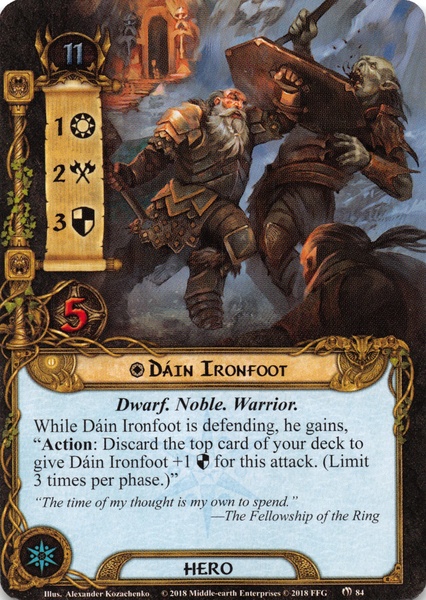 11
1
2
3
5
DÁIN IRONFOOT
Dwarf. Noble. Warrior.
While Dáin Ironfoot is defending, he gains,
“Action: Discard the top card of your deck to
give Dáin Ironfoot +1 for this attack. (Limit
3 times per phase.)”
“The time of my thought is my own to spend.”
—The Fellowship of the Ring
HERO
Illus. Alexander Kozachenko © 2018 Middle-earth Enterprises © 2018 FFG 84